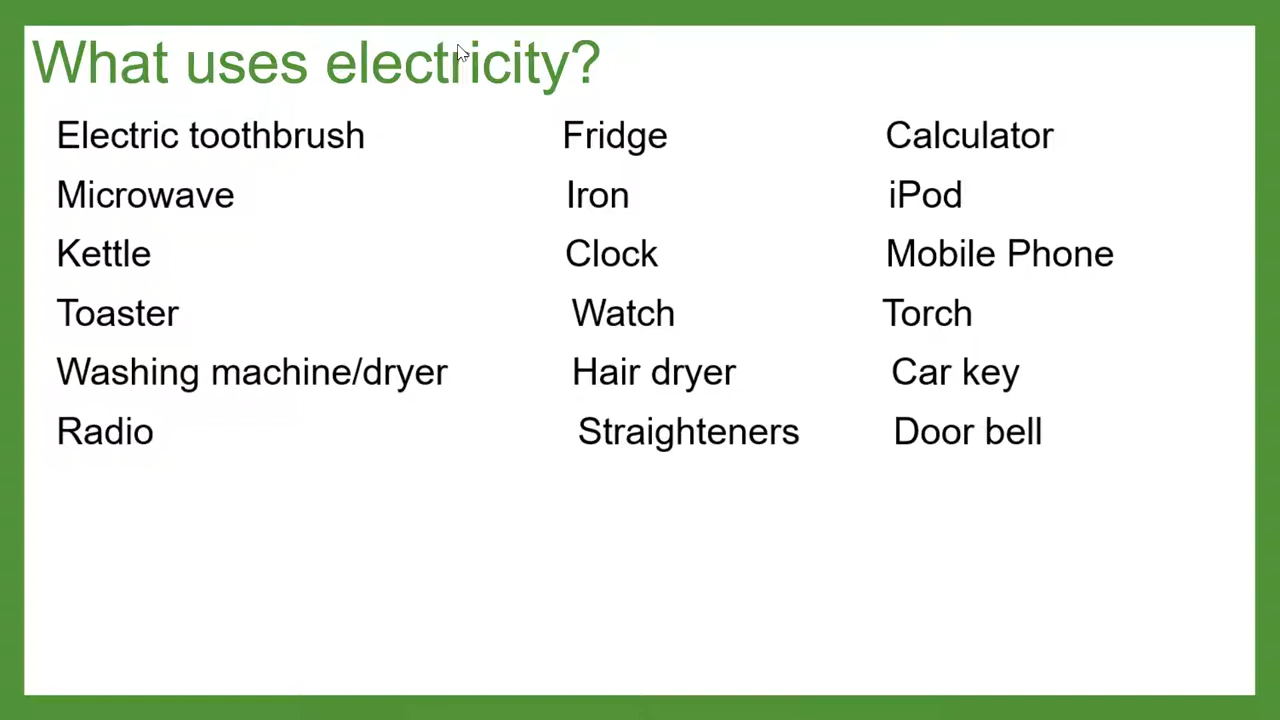 What uses electricity?
Electric toothbrush Fridge Calculator
Microwave Iron iPod
Kettle Clock Mobile Phone
Toaster Watch Torch
Washing machine/dryer Hair dryer Car key
Radio Straighteners Door bell